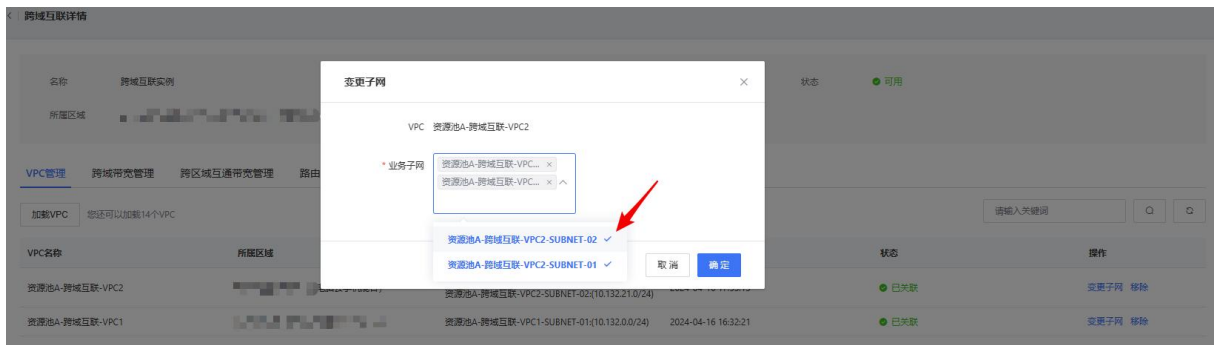 跨域互联详情
名称 跨域互联实例
状态 可用
所属区域
变更子网
VPC 资源池A-跨域互联-VPC2
* 业务子网
资源池A-跨域互联-VPC...
资源池A-跨域互联-VPC...
资源池A-跨域互联-VPC2-SUBNET-02
资源池A-跨域互联-VPC2-SUBNET-01
取消 确定
VPC管理 跨域带宽管理 跨区域互通带宽管理 路由
加载VPC 您还可以加载14个VPC
请输入关键词
VPC名称 所属区域 状态 操作
资源池A-跨域互联-VPC2 资源池A-跨域互联-VPC2-SUBNET-02:(10.132.21.0/24) 已关联 变更子网 移除
资源池A-跨域互联-VPC1 资源池A-跨域互联-VPC1-SUBNET-01:(10.132.0.0/24) 2024-04-16 16:32:21 已关联 变更子网 移除